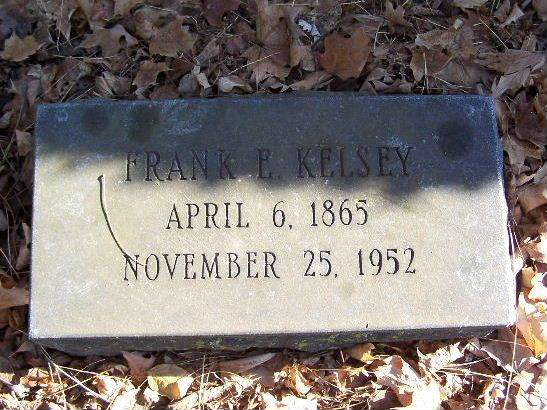 FRANK E. KELSEY
APRIL 6, 1865
NOVEMBER 25, 1952